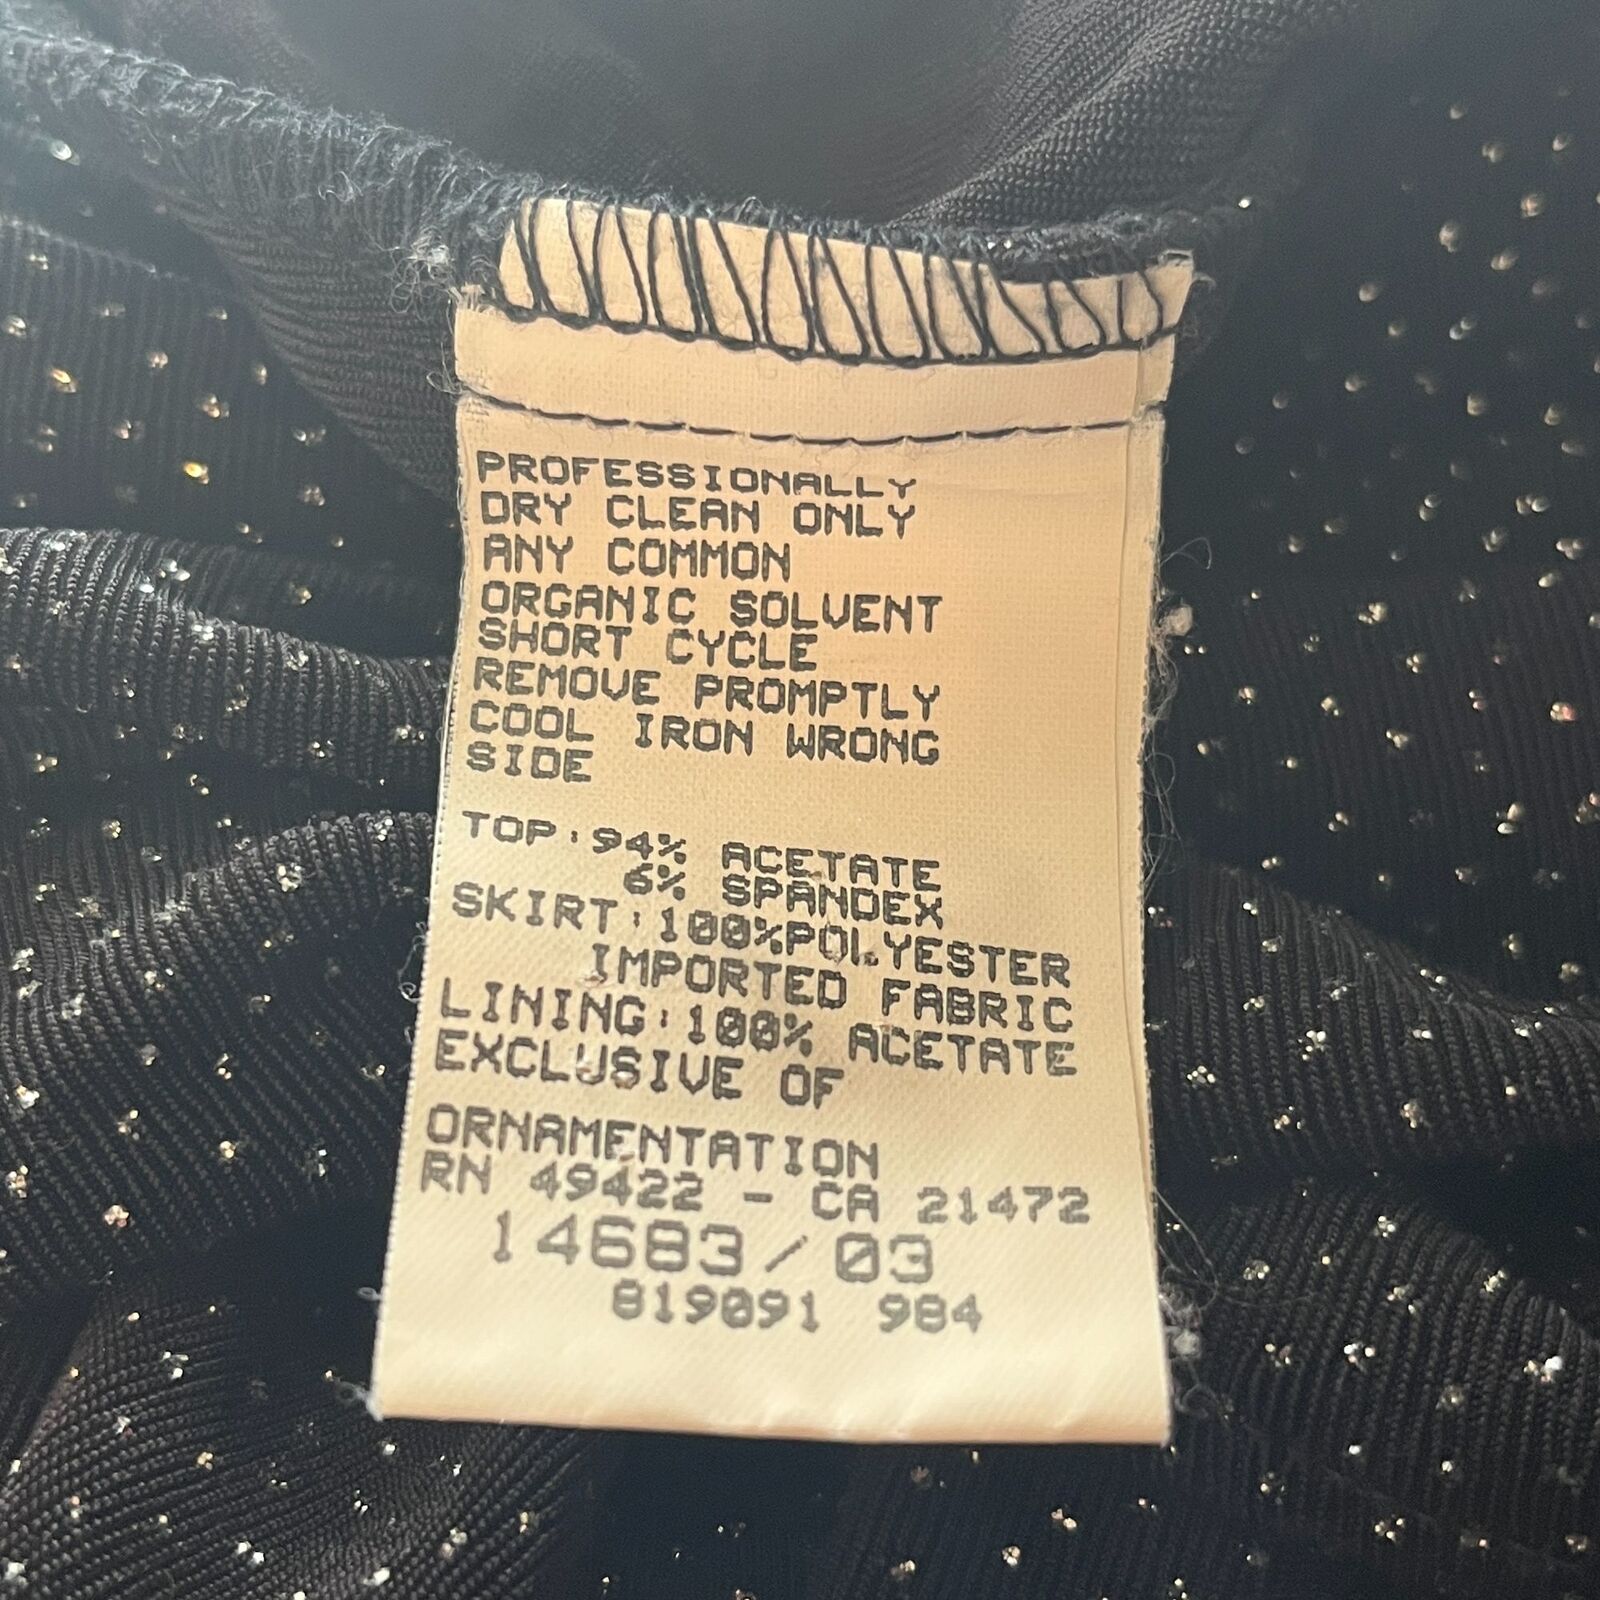 PROFESSIONALLY
DRY CLEAN ONLY
ANY COMMON
ORGANIC SOLVENT
SHORT CYCLE
REMOVE PROMPTLY
COOL IRON WRONG
SIDE
TOP:94% ACETATE
6% SPANDEX
SKIRT:100%POLYESTER
IMPORTED FABRIC
LINING:100% ACETATE
EXCLUSIVE OF
ORNAMENTATION
RN 49422 - CA 21472
14683/03
819091 984